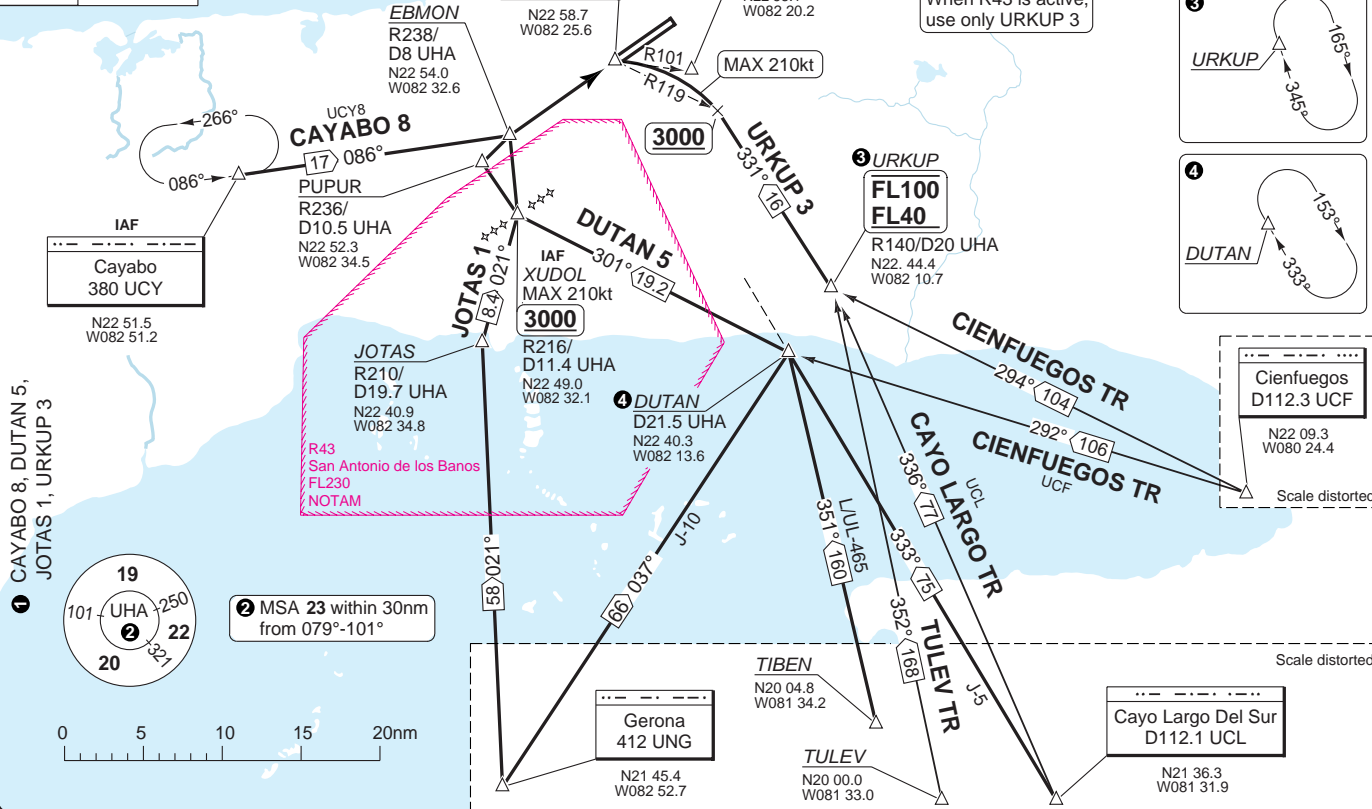 EBMON
R238/
D8 UHA
N22 54.0
W082 32.6
N22 58.7
W082 25.6
W082 20.2
When R43 is active,
use only URKUP 3
3
URKUP
165°
345°
R101
R119
MAX 210kt
3000
UCY8
CAYABO 8
266°
086°
17 086°
PUPUR
R236/
D10.5 UHA
N22 52.3
W082 34.5
IAF
Cayabo
380 UCY
N22 51.5
W082 51.2
URKUP 3
331° 16
3 URKUP
FL100
FL40
R140/D20 UHA
N22. 44.4
W082 10.7
4
DUTAN
153°
333°
DUTAN 5
301° 19.2
IAF
XUDOL
MAX 210kt
3000
R216/
D11.4 UHA
N22 49.0
W082 32.1
JOTAS 1
8.4 021°
JOTAS
R210/
D19.7 UHA
N22 40.9
W082 34.8
4 DUTAN
D21.5 UHA
N22 40.3
W082 13.6
R43
San Antonio de los Banos
FL230
NOTAM
CIENFUEGOS TR
294° 104
292° 106
CIENFUEGOS TR
UCF
Cienfuegos
D112.3 UCF
N22 09.3
W080 24.4
Scale distorted
CAYO LARGO TR
UCL
336° 77
L/UL-465
351° 160
333° 75
J-5
TULEV TR
352° 168
58 021°
66 037°
J-10
1 CAYABO 8, DUTAN 5,
JOTAS 1, URKUP 3
19
101
UHA
250
2
22
321
20
2 MSA 23 within 30nm
from 079°-101°
0 5 10 15 20nm
Scale distorted
Gerona
412 UNG
N21 45.4
W082 52.7
TIBEN
N20 04.8
W081 34.2
TULEV
N20 00.0
W081 33.0
Cayo Largo Del Sur
D112.1 UCL
N21 36.3
W081 31.9